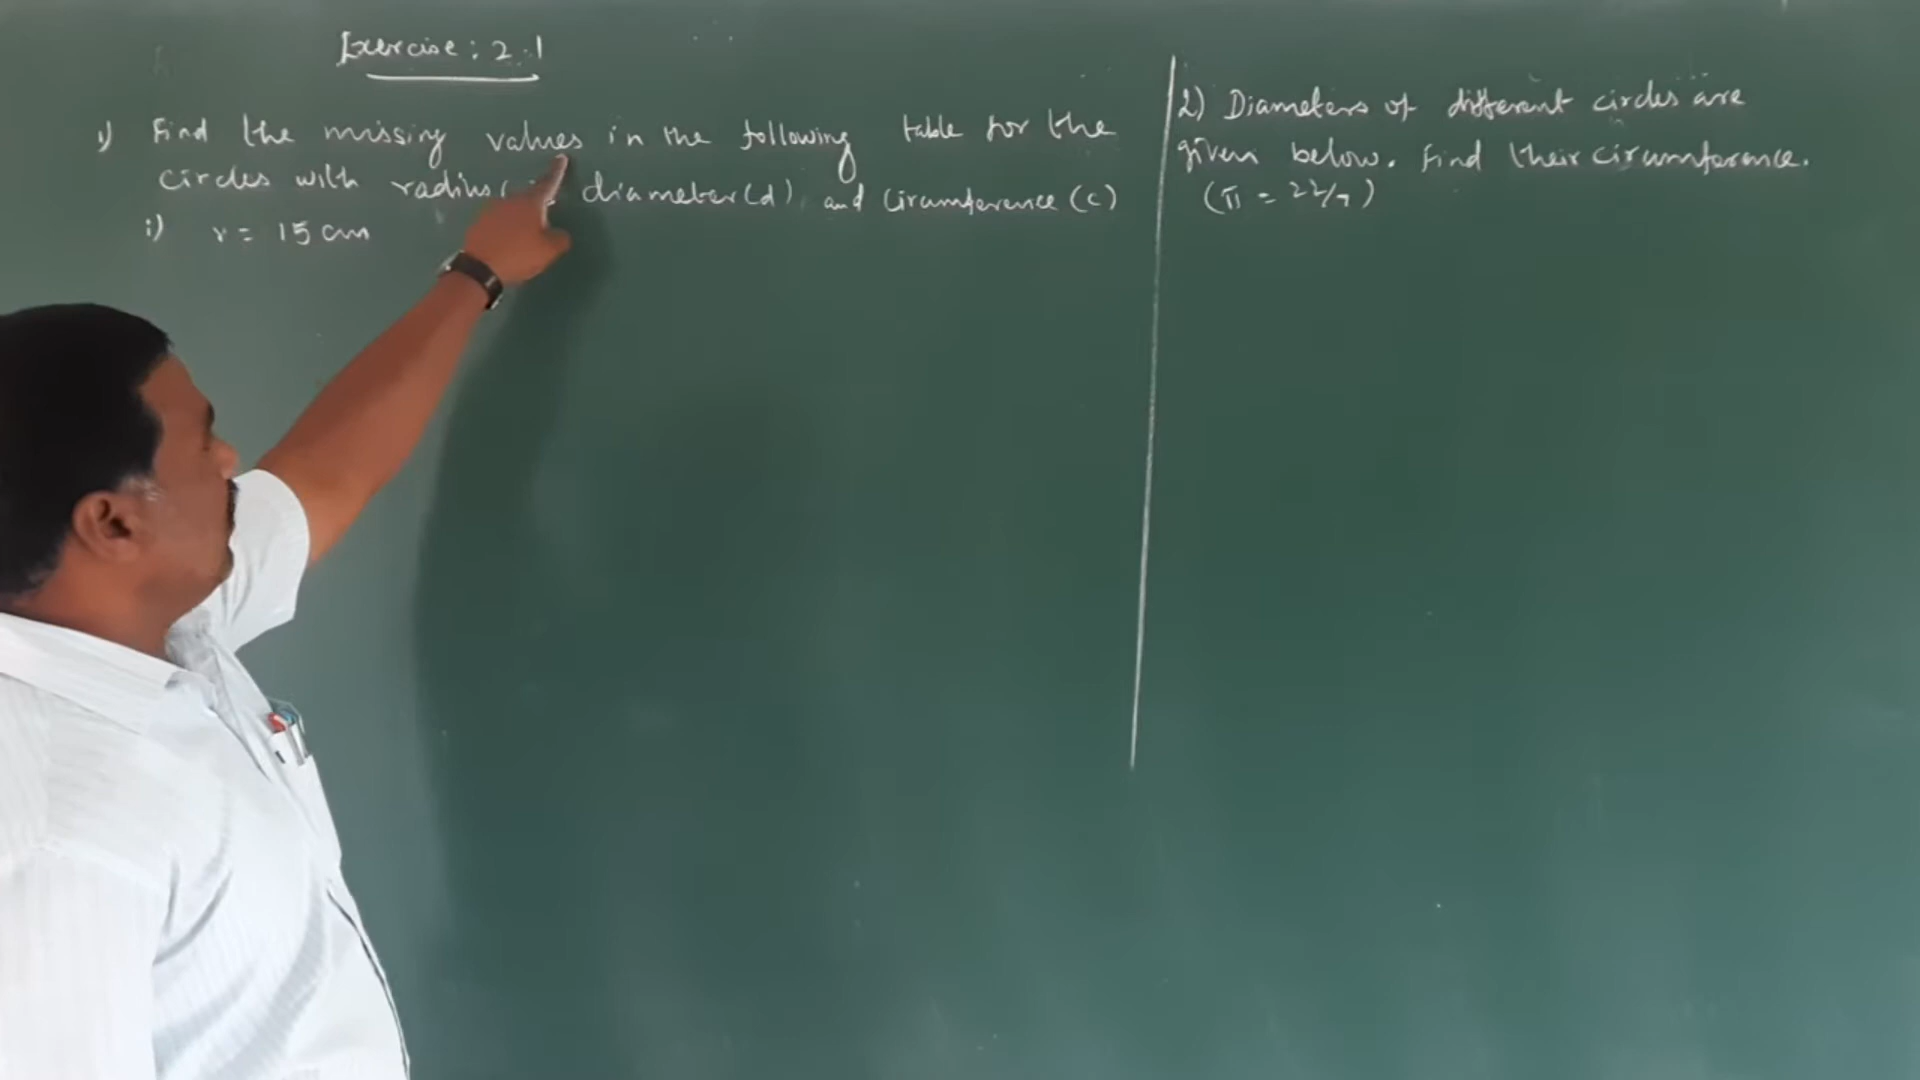 Exercise: 2.1
1) Find the missing values in the following table for the
circles with radius( diameter(d) and circumference (c)
i) r = 15 cm
2) Diameters of different circles are
given below. Find their circumference.
(π = 22/7)